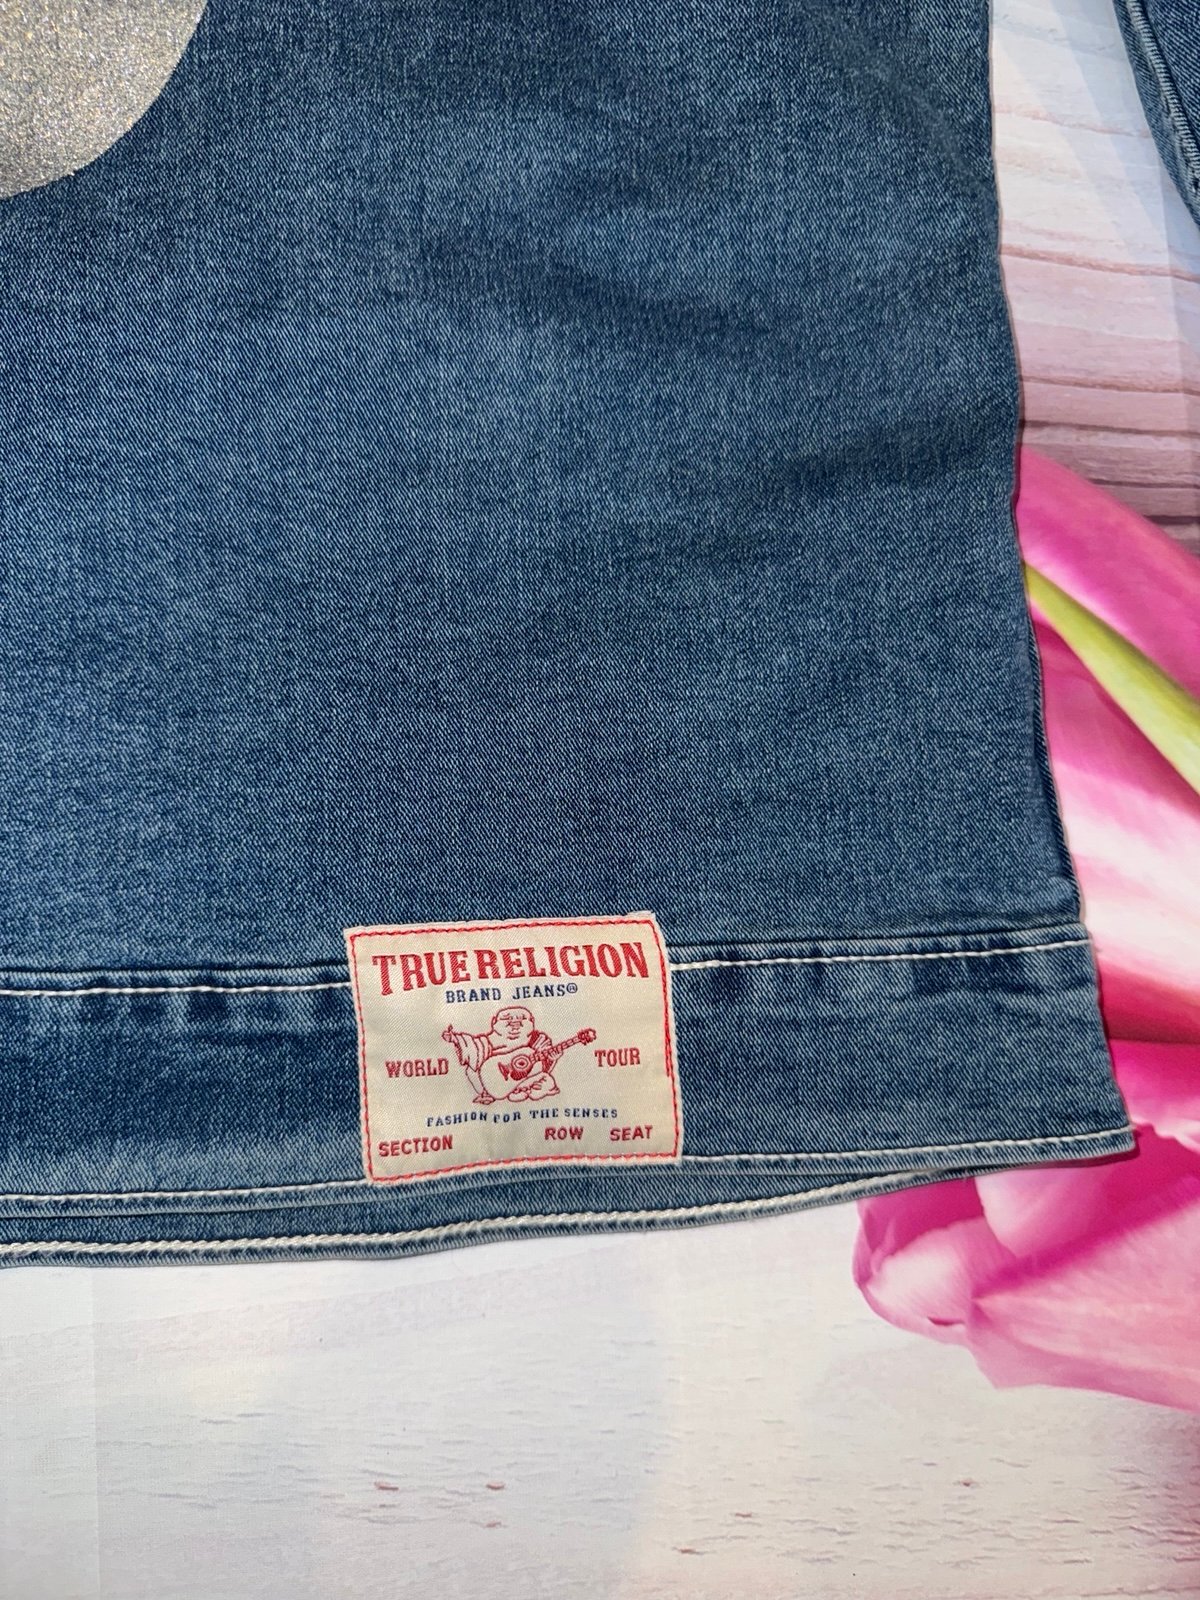 TRUE RELIGION
BRAND JEANS®
WORLD TOUR
FASHION FOR THE SENSES
SECTION ROW SEAT